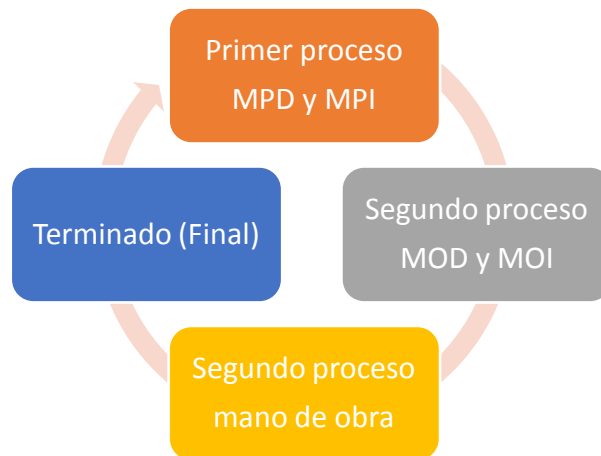 Primer proceso
MPD y MPI
Segundo proceso
MOD y MOI
Segundo proceso
mano de obra
Terminado (Final)